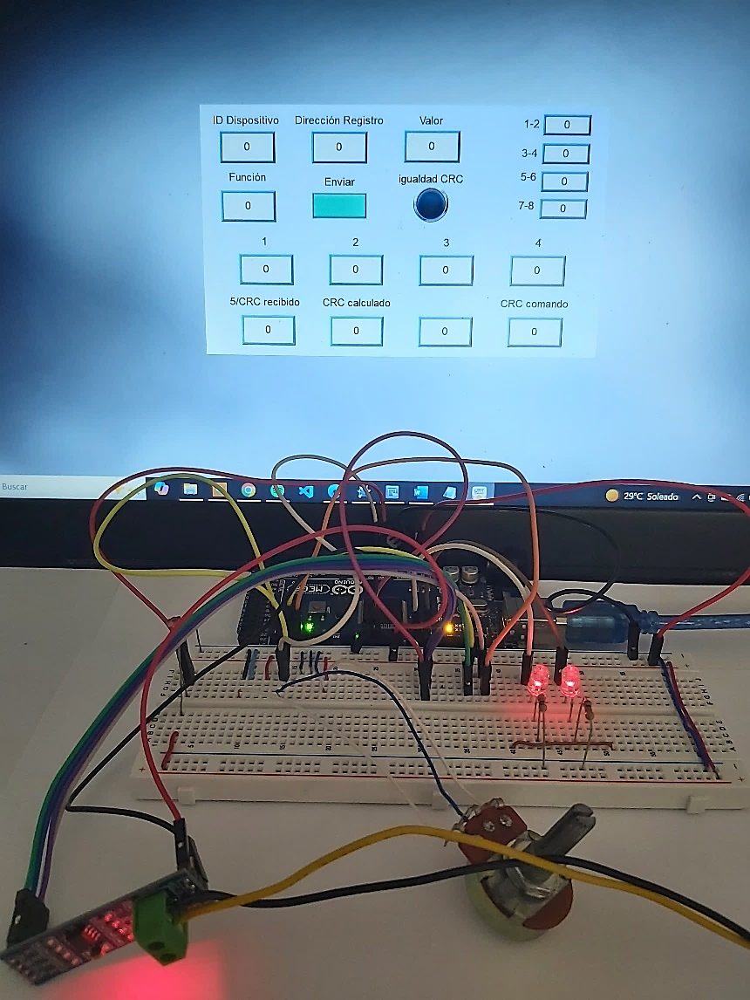 ID Dispositivo Dirección Registro Valor
1-2 0
0 0 0
3-4 0
Función Enviar igualdad CRC
5-6 0
0
7-8 0
1 2 3 4
0 0 0 0
5/CRC recibido CRC calculado CRC comando
0 0 0 0
Buscar
29°C Soleado
MEGA
ARDUINO